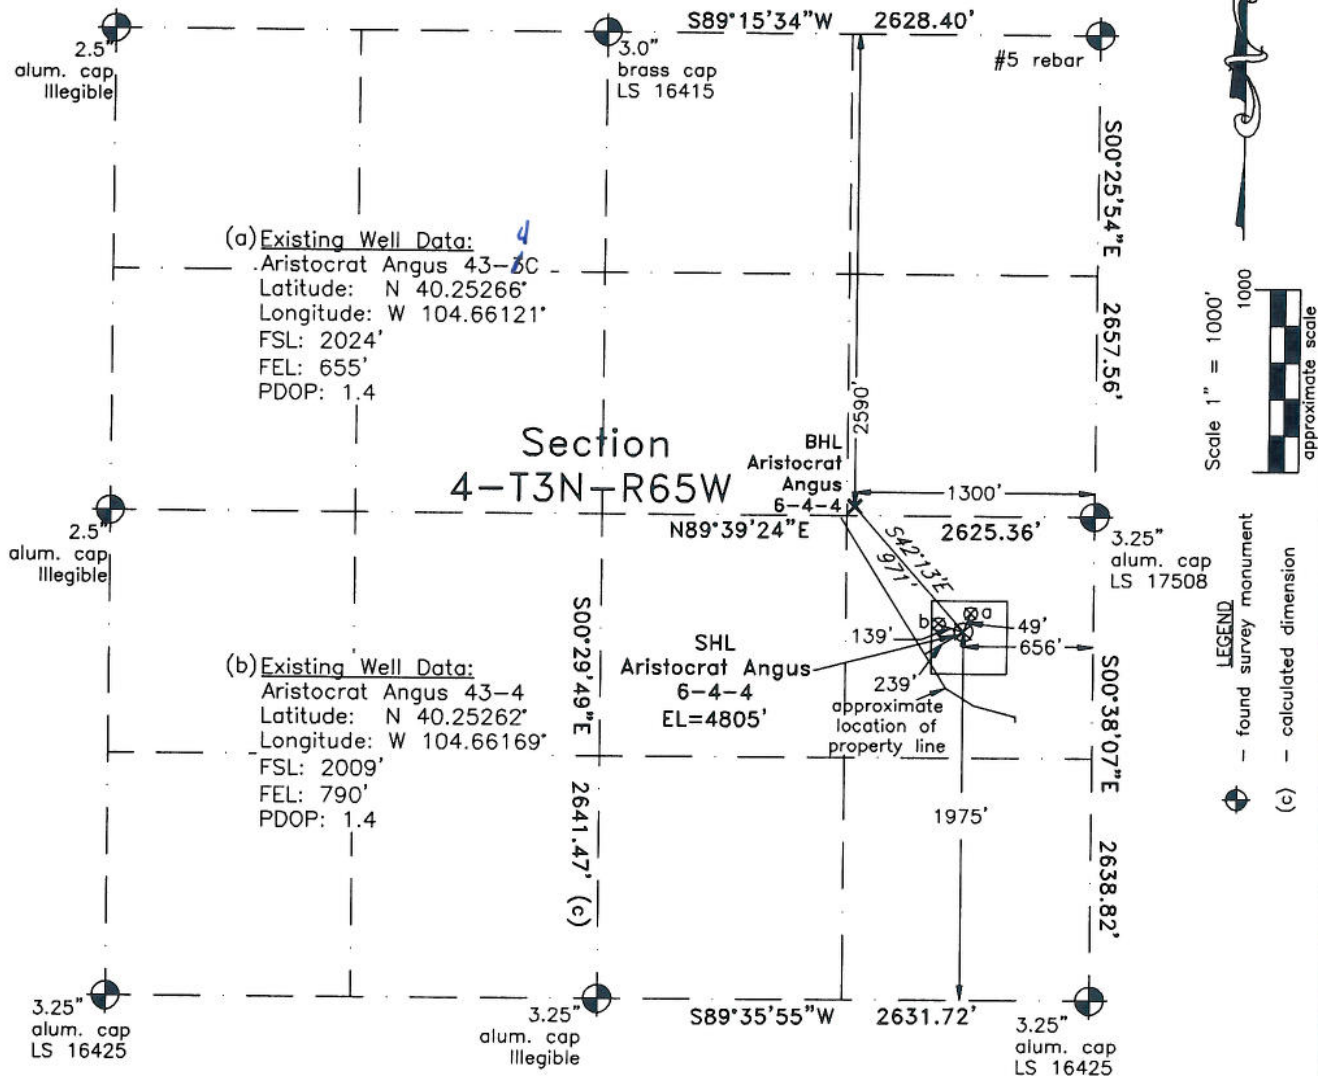 S89°15'34"W 2628.40'
2.5"
alum. cap
Illegible
3.0"
brass cap
LS 16415
#5 rebar
S00°25'54"E 2657.56'
(a) Existing Well Data:
4
Aristocrat Angus 43-3C
Latitude: N 40.25266°
Longitude: W 104.66121°
FSL: 2024'
FEL: 655'
PDOP: 1.4
Section
4-T3N-R65W
2590'
BHL
Aristocrat
Angus
6-4-4
1300'
N89°39'24"E 2625.36'
2.5"
alum. cap
Illegible
3.25"
alum. cap
LS 17508
S42°13'E
971'
a
b
49'
139'
656'
239'
SHL
Aristocrat Angus
6-4-4
EL=4805'
approximate
location of
property line
S00°29'49"E 2641.47' (c)
S00°38'07"E 2638.82'
(b) Existing Well Data:
Aristocrat Angus 43-4
Latitude: N 40.25262°
Longitude: W 104.66169°
FSL: 2009'
FEL: 790'
PDOP: 1.4
1975'
S89°35'55"W 2631.72'
3.25"
alum. cap
LS 16425
3.25"
alum. cap
Illegible
3.25"
alum. cap
LS 16425
Scale 1" = 1000'
1000
approximate scale
LEGEND
- found survey monument
(c) - calculated dimension